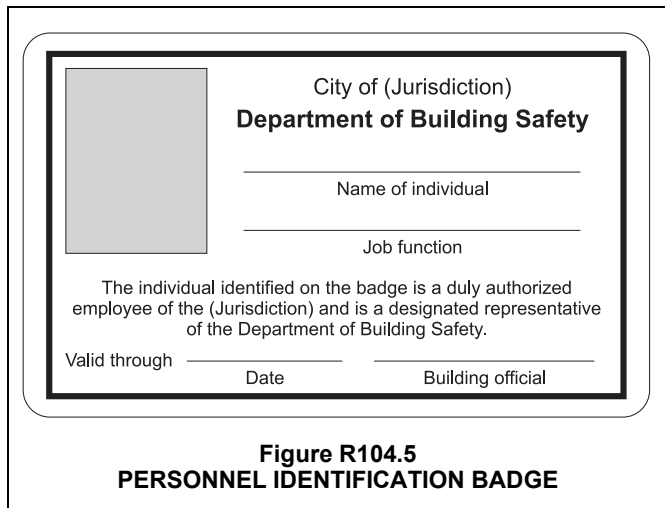 City of (Jurisdiction)
Department of Building Safety
Name of individual
Job function
The individual identified on the badge is a duly authorized
employee of the (Jurisdiction) and is a designated representative
of the Department of Building Safety.
Valid through
Date
Building official
Figure R104.5
PERSONNEL IDENTIFICATION BADGE